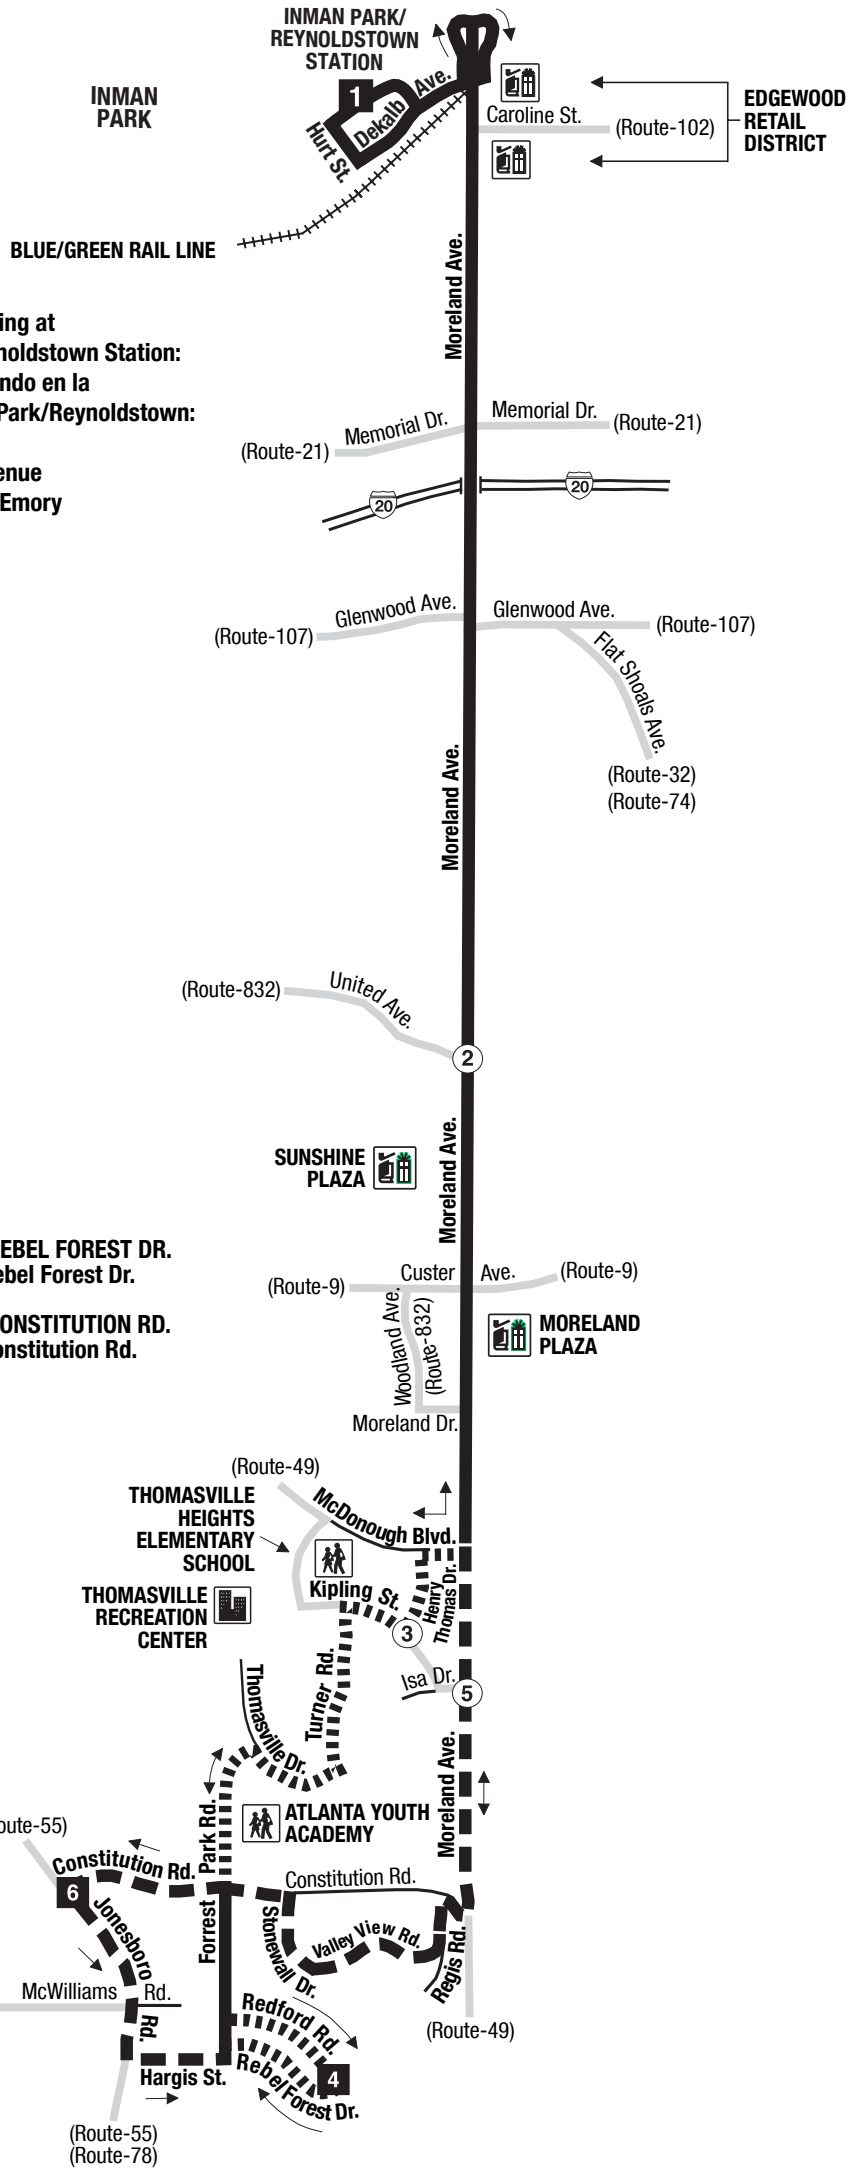 INMAN PARK/
REYNOLDSTOWN
STATION
INMAN
PARK
1
Dekalb Ave.
Hurt St.
Caroline St.
(Route-102)
EDGEWOOD
RETAIL
DISTRICT
BLUE/GREEN RAIL LINE
Moreland Ave.
ing at
noldstown Station:
ndo en la
Park/Reynoldstown:
enue
Emory
Memorial Dr.
(Route-21)
Memorial Dr.
(Route-21)
20
20
Glenwood Ave.
(Route-107)
Glenwood Ave.
(Route-107)
Flat Shoals Ave.
(Route-32)
(Route-74)
Moreland Ave.
(Route-832)
United Ave.
2
SUNSHINE
PLAZA
Moreland Ave.
EBEL FOREST DR.
ebel Forest Dr.
ONSTITUTION RD.
onstitution Rd.
(Route-9)
Custer Ave.
(Route-9)
Woodland Ave.
(Route-832)
MORELAND
PLAZA
Moreland Dr.
(Route-49)
McDonough Blvd.
THOMASVILLE
HEIGHTS
ELEMENTARY
SCHOOL
Kipling St.
Henry
Thomas Dr.
THOMASVILLE
RECREATION
CENTER
3
Isa Dr.
5
Turner Rd.
Thomasville Dr.
Moreland Ave.
Forrest Park Rd.
ATLANTA YOUTH
ACADEMY
oute-55)
Constitution Rd.
Constitution Rd.
6
Jonesboro Rd.
Stonewall Dr.
Valley View Rd.
Regis Rd.
McWilliams Rd.
Redford Rd.
(Route-49)
4
Rebel Forest Dr.
Hargis St.
(Route-55)
(Route-78)